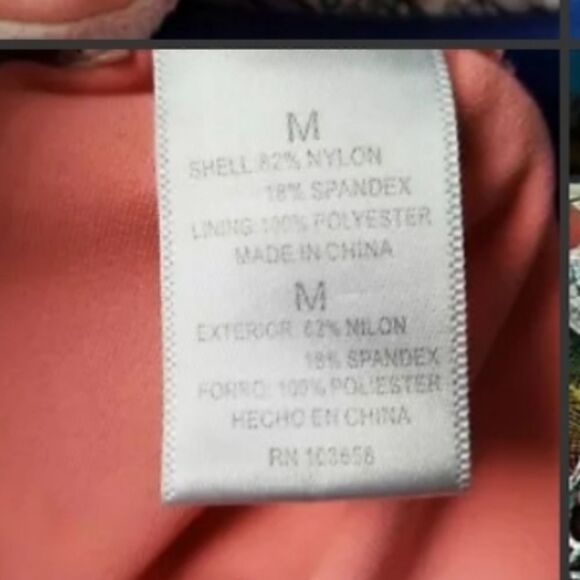 M
SHELL:82% NYLON
18% SPANDEX
LINING:100% POLYESTER
MADE IN CHINA
M
EXTERIOR: 82% NILON
18% SPANDEX
FORRO: 100% POLIESTER
HECHO EN CHINA
RN